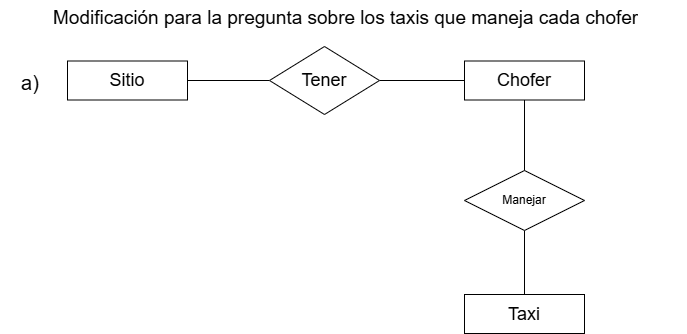 Modificación para la pregunta sobre los taxis que maneja cada chofer
a) Sitio Tener Chofer
Manejar
Taxi